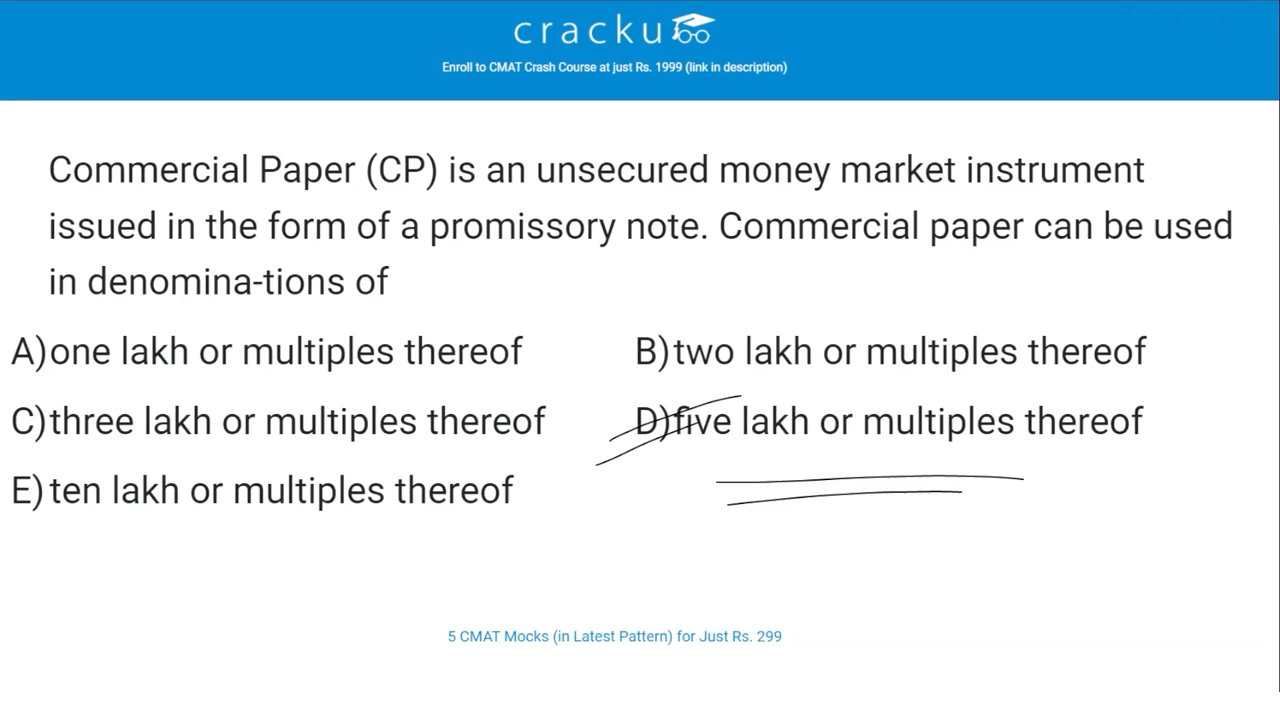 cracku
Enroll to CMAT Crash Course at just Rs. 1999 (link in description)
Commercial Paper (CP) is an unsecured money market instrument
issued in the form of a promissory note. Commercial paper can be used
in denomina-tions of
A) one lakh or multiples thereof
B) two lakh or multiples thereof
C) three lakh or multiples thereof
D) five lakh or multiples thereof
E) ten lakh or multiples thereof
5 CMAT Mocks (in Latest Pattern) for Just Rs. 299